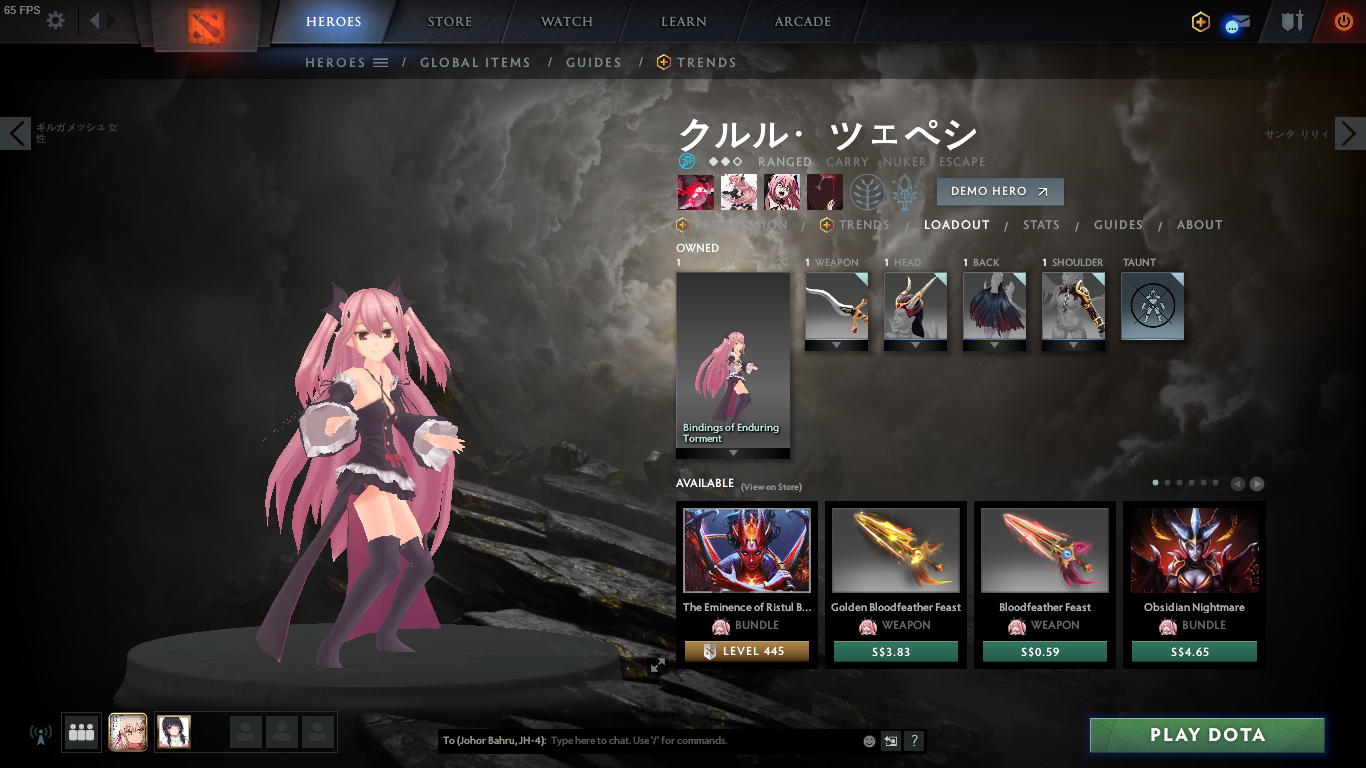 65 FPS
HEROES
STORE
WATCH
LEARN
ARCADE
HEROES / GLOBAL ITEMS / GUIDES / TRENDS
ギルガメッシュ 女
性
サンタ·リリィ
クルル· ツェペシ
RANGED CARRY NUKER ESCAPE
DEMO HERO
TRENDS / LOADOUT / STATS / GUIDES / ABOUT
OWNED
1
1 WEAPON
1 HEAD
1 BACK
1 SHOULDER
TAUNT
Bindings of Enduring
Torment
AVAILABLE (View on Store)
The Eminence of Ristul B...
BUNDLE
LEVEL 445
Golden Bloodfeather Feast
WEAPON
S$3.83
Bloodfeather Feast
WEAPON
S$0.59
Obsidian Nightmare
BUNDLE
S$4.65
To (Johor Bahru, JH-4): Type here to chat. Use '/' for commands.
?
PLAY DOTA